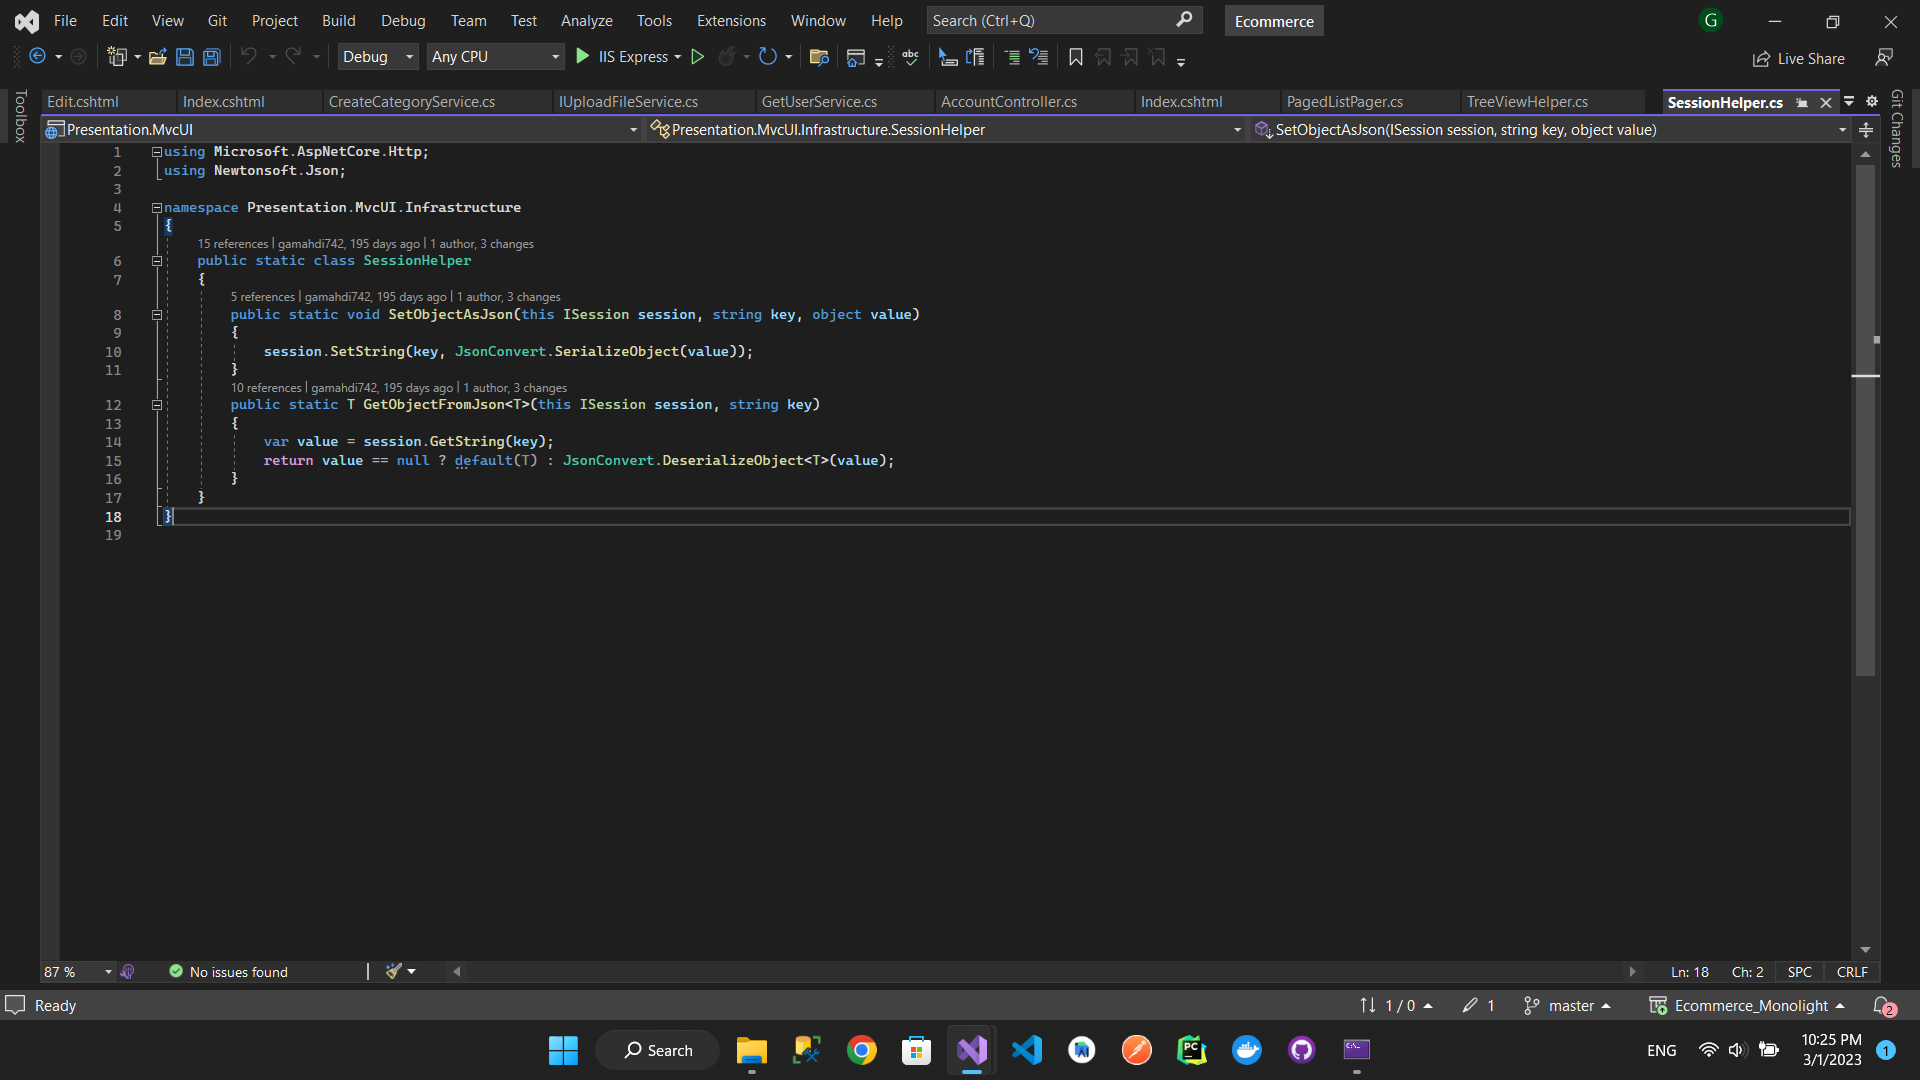 File Edit View Git Project Build Debug Team Test Analyze Tools Extensions Window Help Search (Ctrl+Q) Ecommerce G
Debug Any CPU IIS Express abc Live Share
Toolbox
Edit.cshtml Index.cshtml CreateCategoryService.cs IUploadFileService.cs GetUserService.cs AccountController.cs Index.cshtml PagedListPager.cs TreeViewHelper.cs SessionHelper.cs
Git Changes
Presentation.MvcUI Presentation.MvcUI.Infrastructure.SessionHelper SetObjectAsJson(ISession session, string key, object value)
1 using Microsoft.AspNetCore.Http;
2 using Newtonsoft.Json;
3
4 namespace Presentation.MvcUI.Infrastructure
5 {
15 references | gamahdi742, 195 days ago | 1 author, 3 changes
6 public static class SessionHelper
7 {
5 references | gamahdi742, 195 days ago | 1 author, 3 changes
8 public static void SetObjectAsJson(this ISession session, string key, object value)
9 {
10 session.SetString(key, JsonConvert.SerializeObject(value));
11 }
10 references | gamahdi742, 195 days ago | 1 author, 3 changes
12 public static T GetObjectFromJson<T>(this ISession session, string key)
13 {
14 var value = session.GetString(key);
15 return value == null ? default(T) : JsonConvert.DeserializeObject<T>(value);
16 }
17 }
18 }
19
87 % No issues found Ln: 18 Ch: 2 SPC CRLF
Ready 1 / 0 1 master Ecommerce_Monolight 2
Search PC ENG 10:25 PM 1
3/1/2023